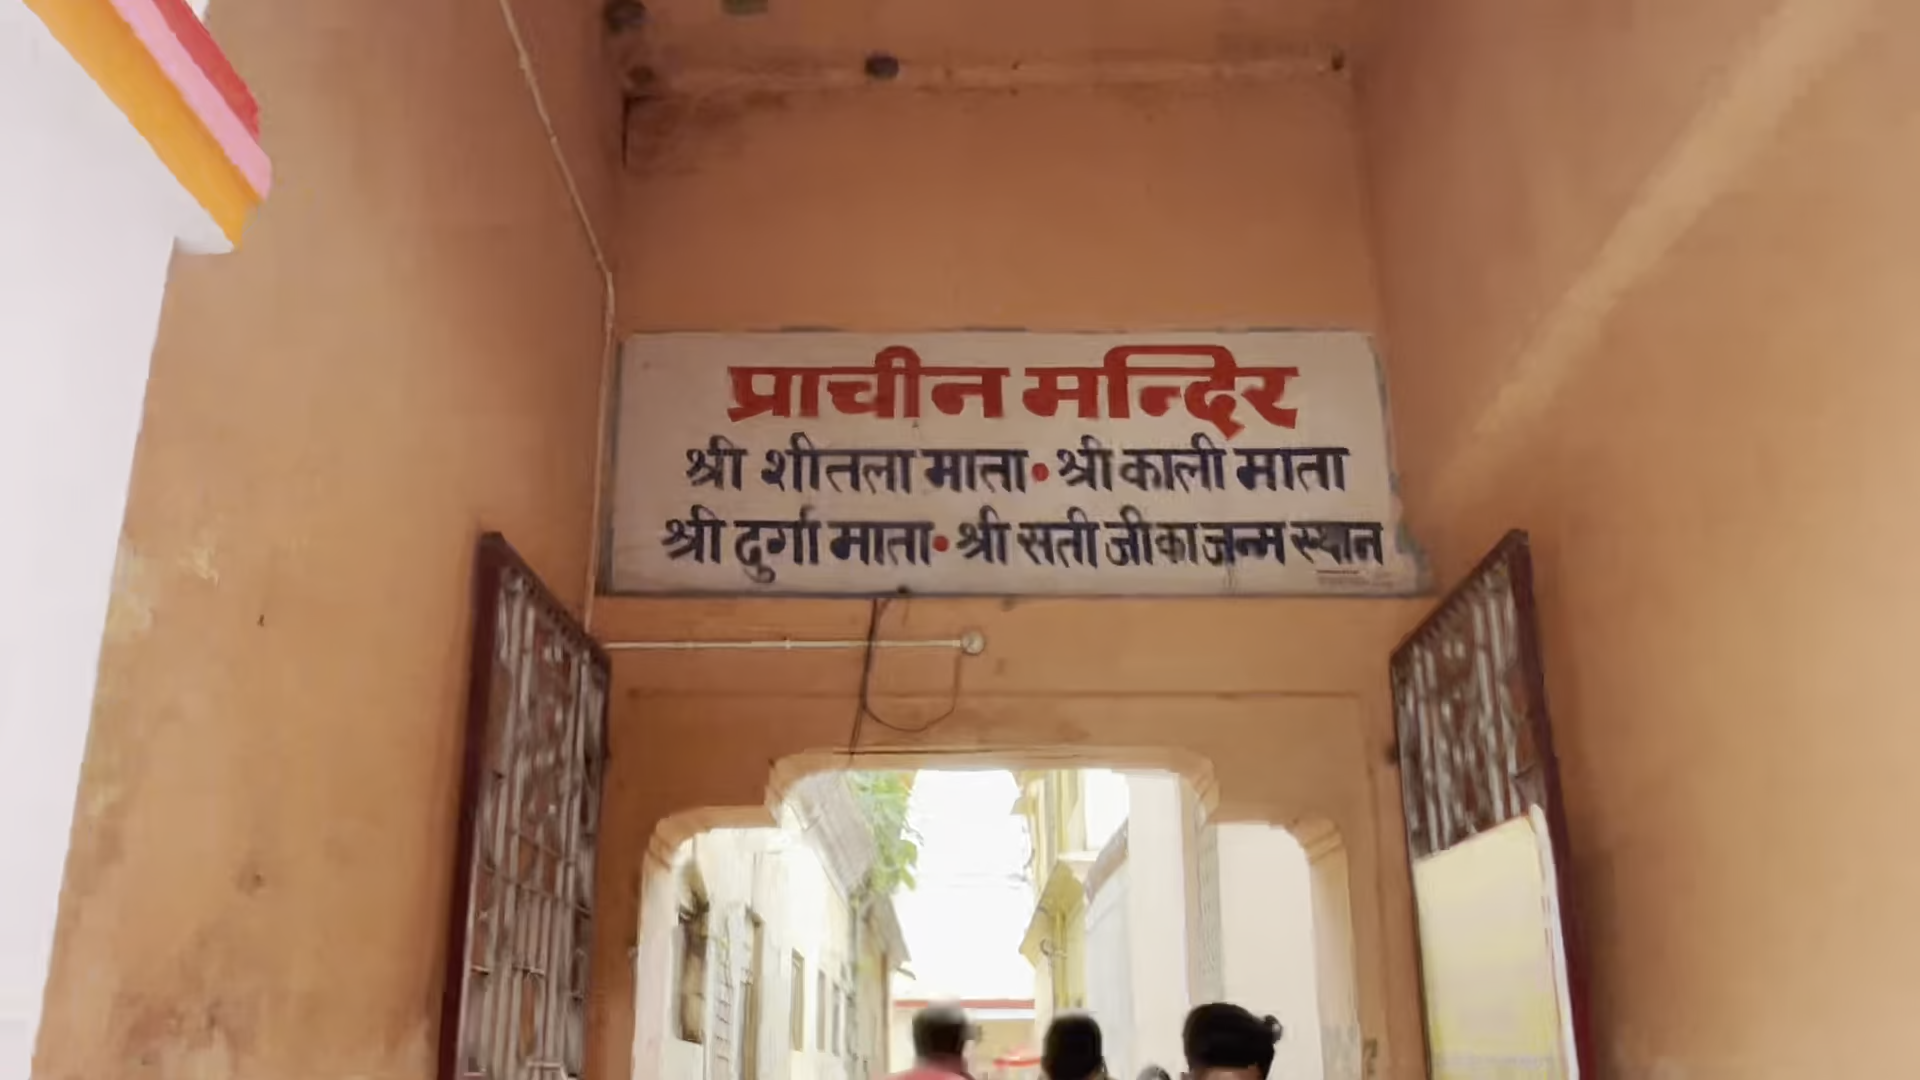 प्राचीन मन्दिर
श्री शीतला माता • श्री काली माता
श्री दुर्गा माता • श्री सती जी का जन्म स्थान